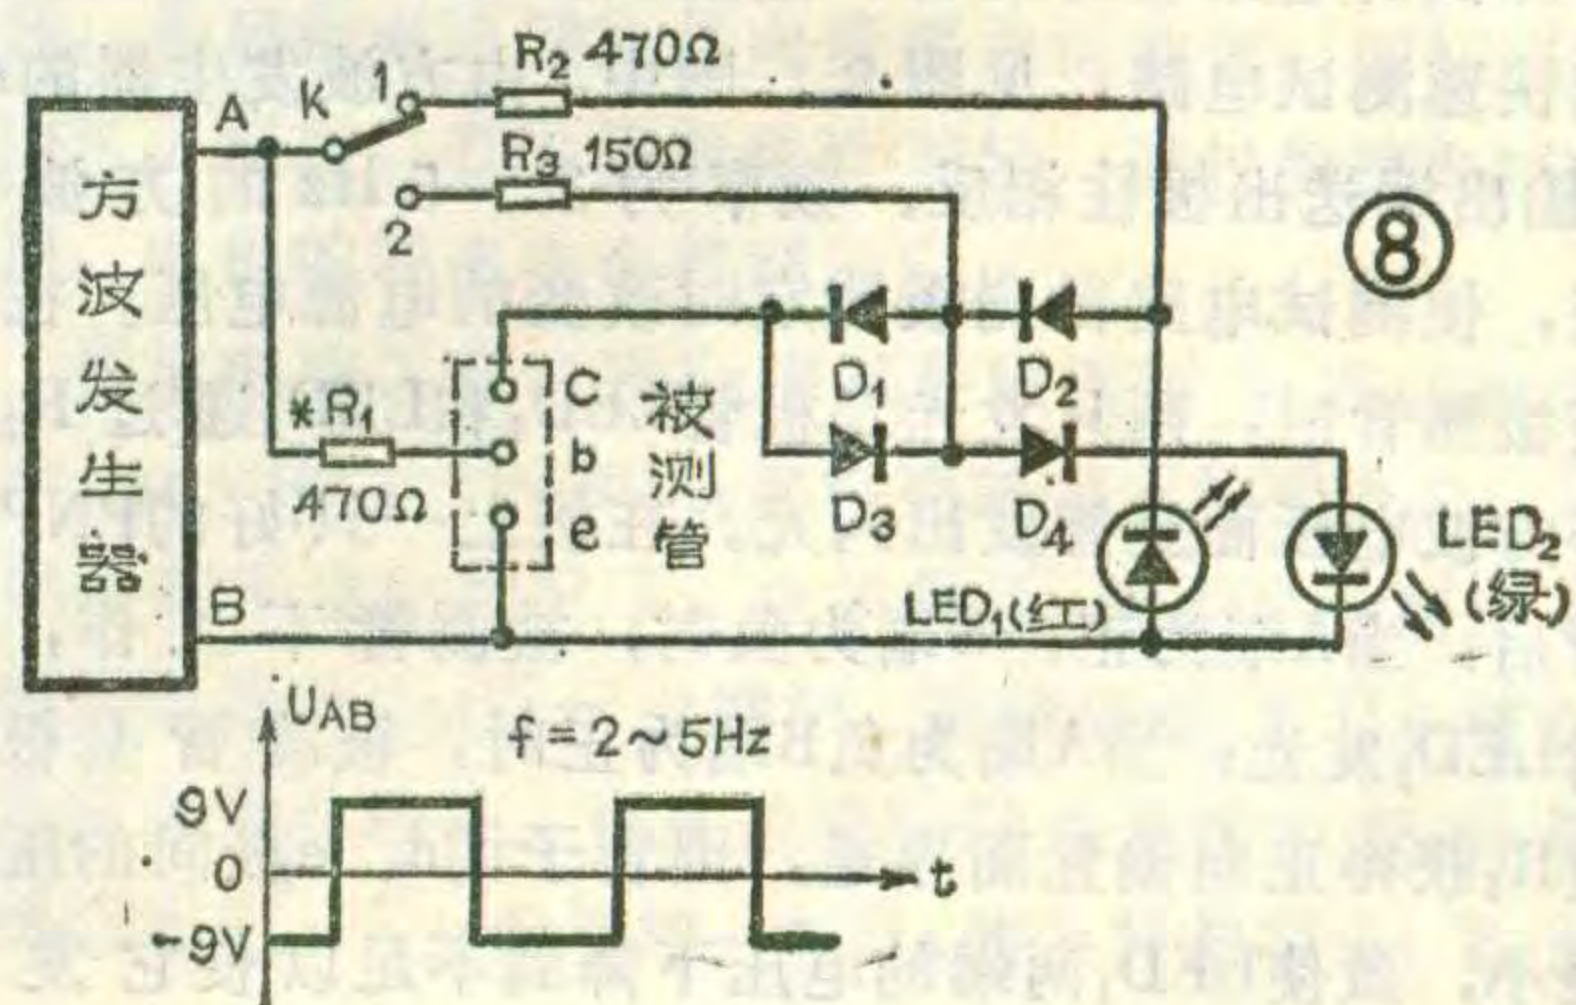 R₂ 470Ω
A K 1
R₃ 150Ω
2
方波发生器
⑧
*R₁
470Ω
c
b
e
被测管
D₁ D₂
D₃ D₄
LED₁(红)
LED₂
(绿)
B
UAB
f=2~5Hz
9V
0
t
-9V